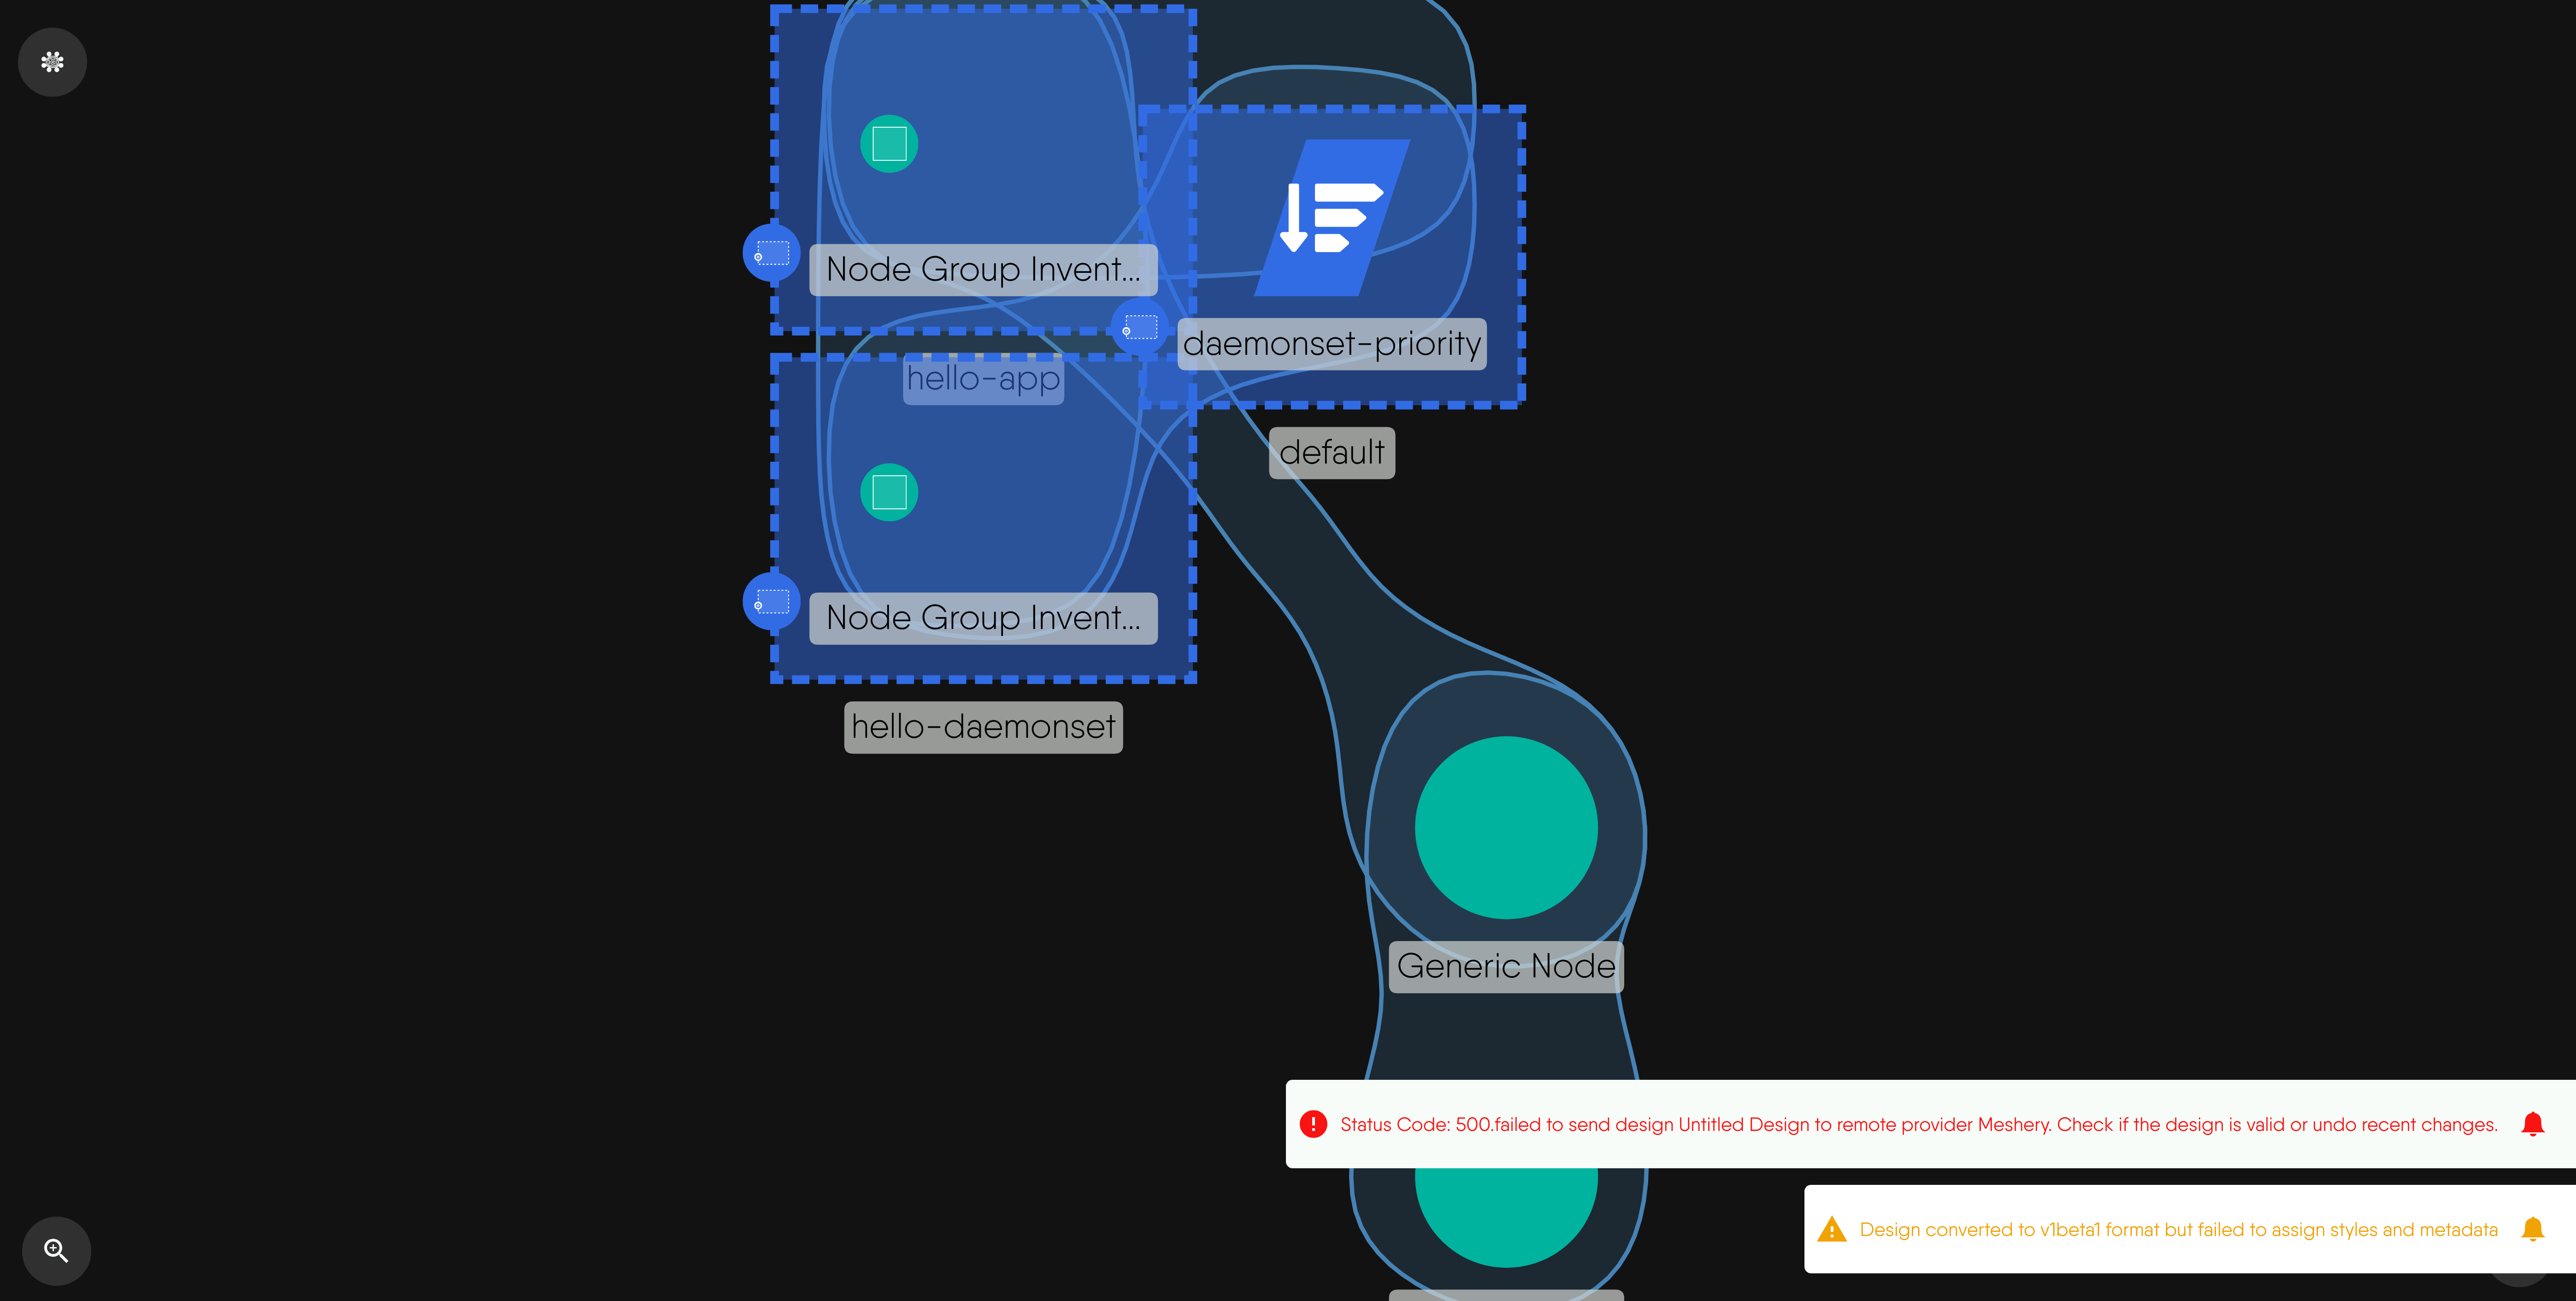 Node Group Invent...
daemonset-priority
hello-app
default
Node Group Invent...
hello-daemonset
Generic Node
Status Code: 500.failed to send design Untitled Design to remote provider Meshery. Check if the design is valid or undo recent changes.
Design converted to v1beta1 format but failed to assign styles and metadata